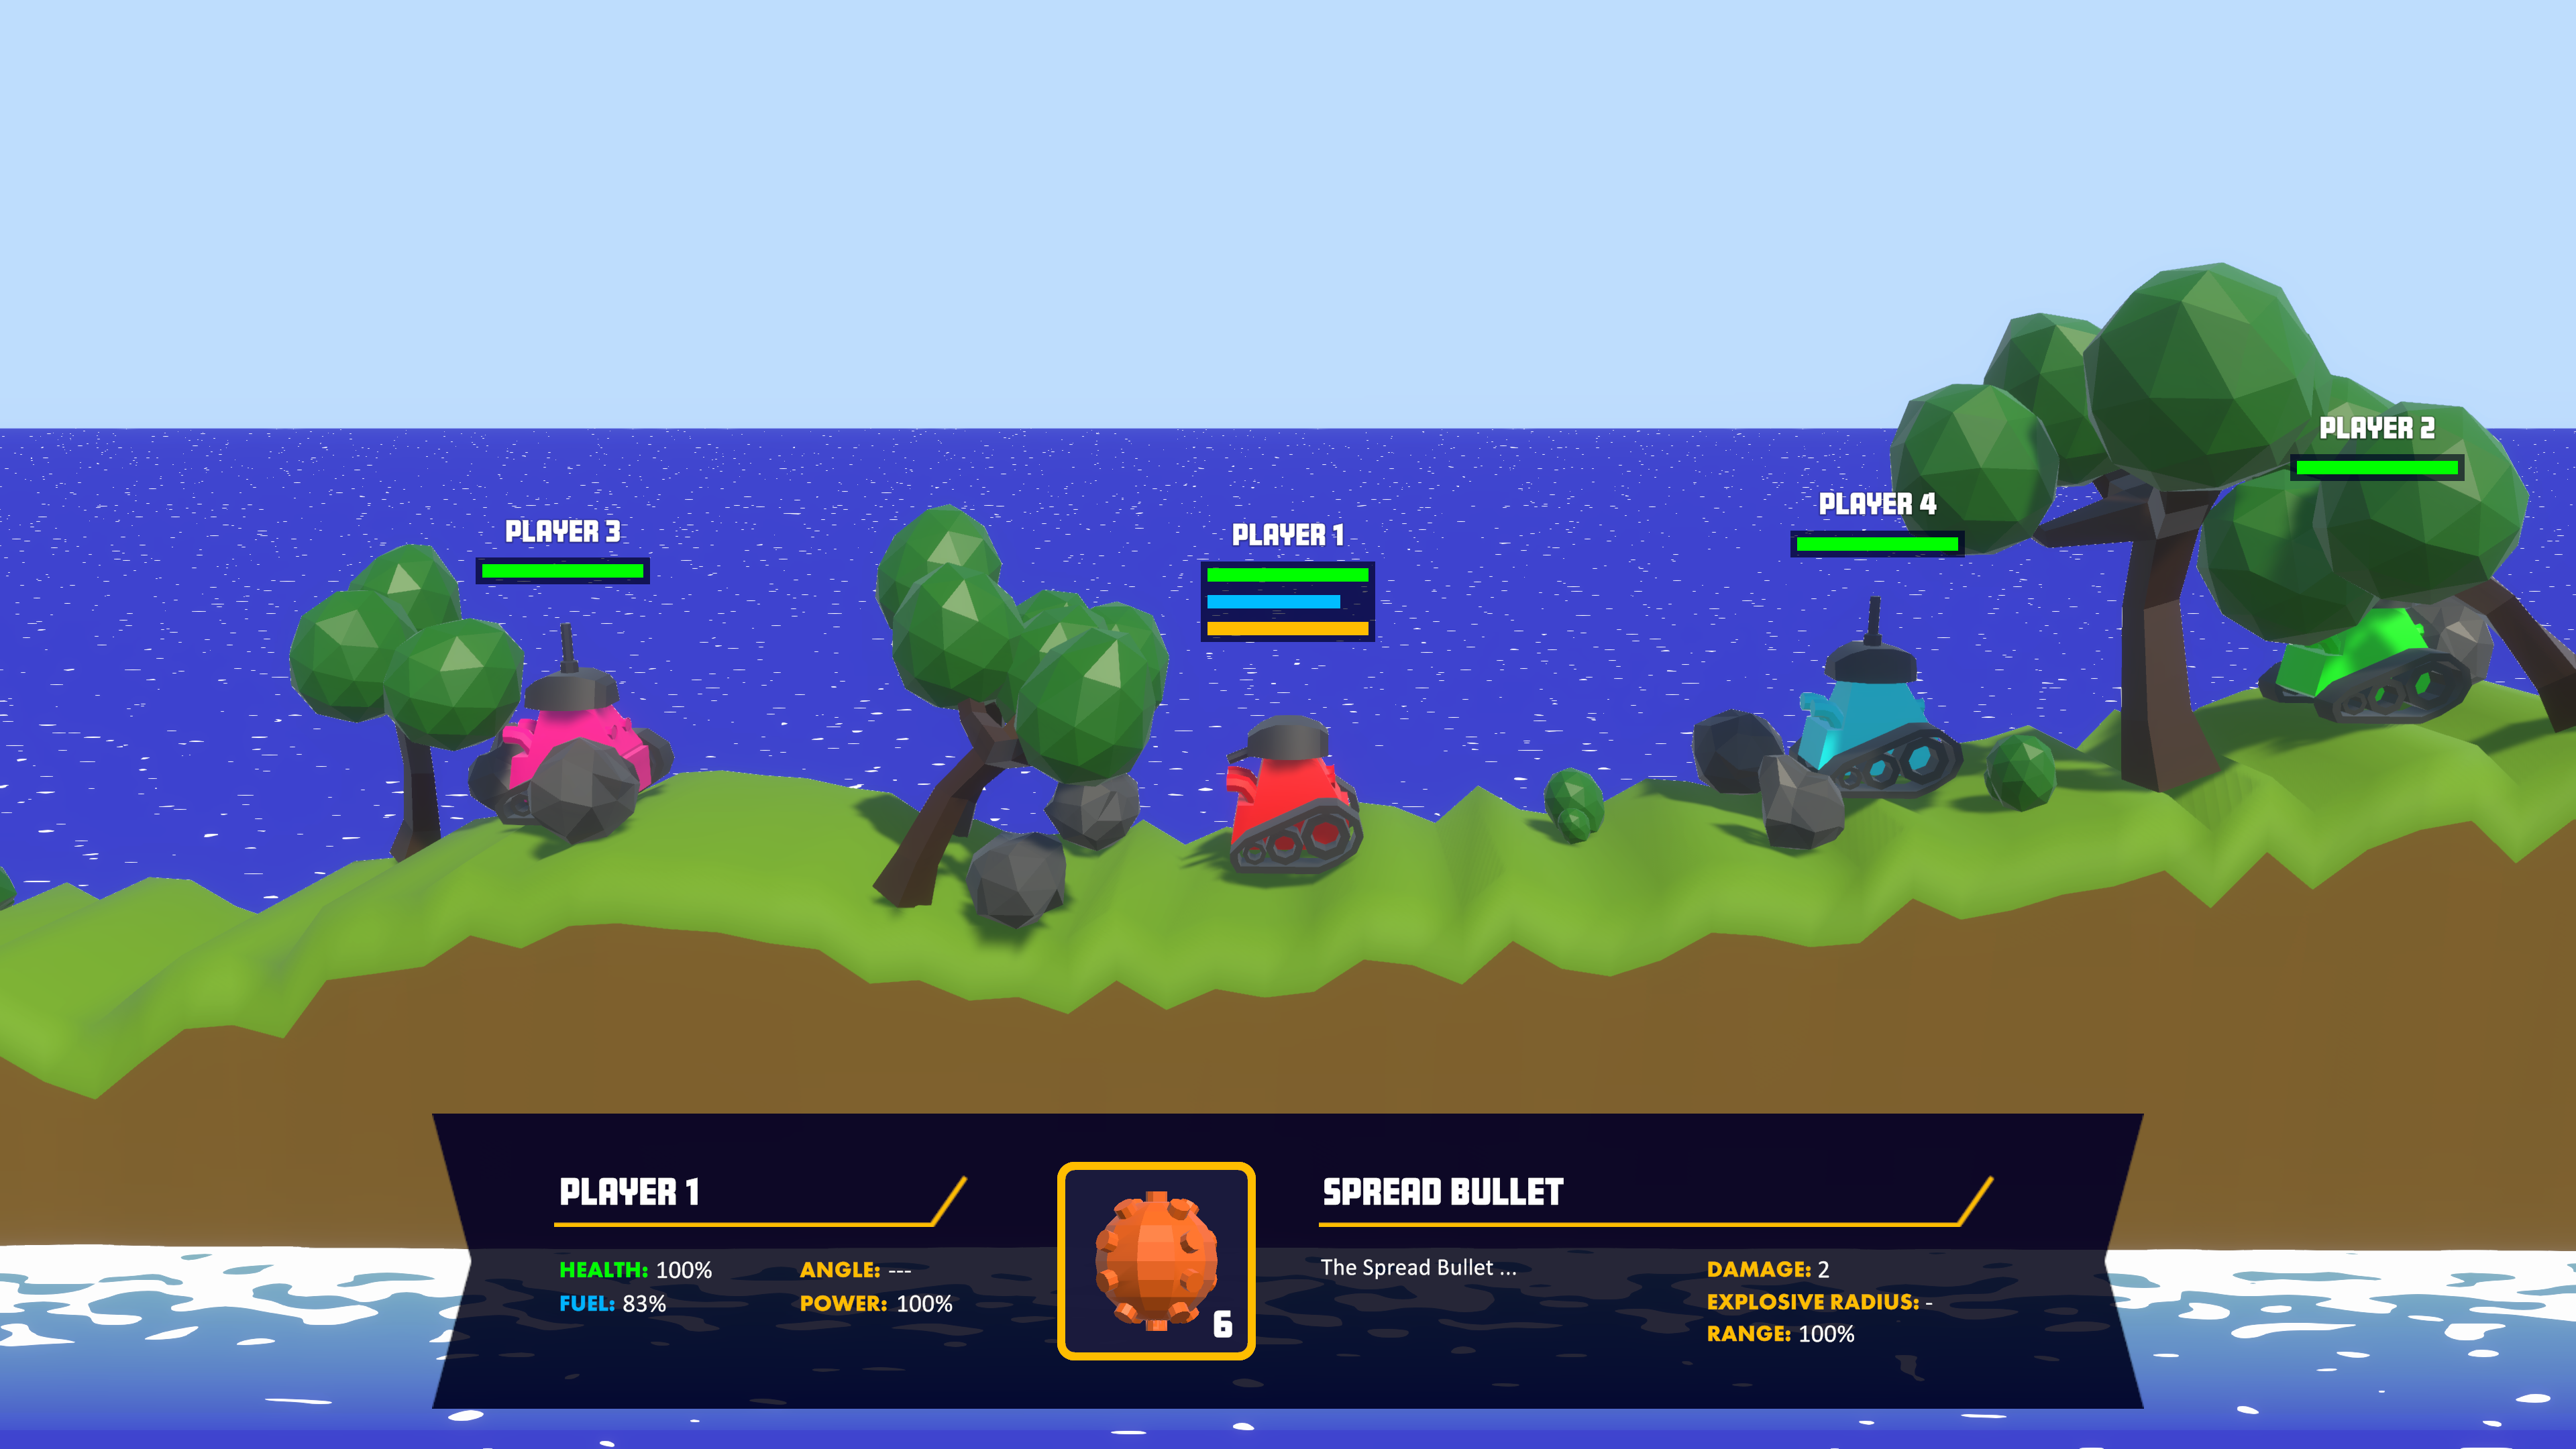 PLAYER 2
PLAYER 4
PLAYER 3
PLAYER 1
PLAYER 1
HEALTH: 100%
FUEL: 83%
ANGLE: ---
POWER: 100%
6
SPREAD BULLET
The Spread Bullet ...
DAMAGE: 2
EXPLOSIVE RADIUS: -
RANGE: 100%